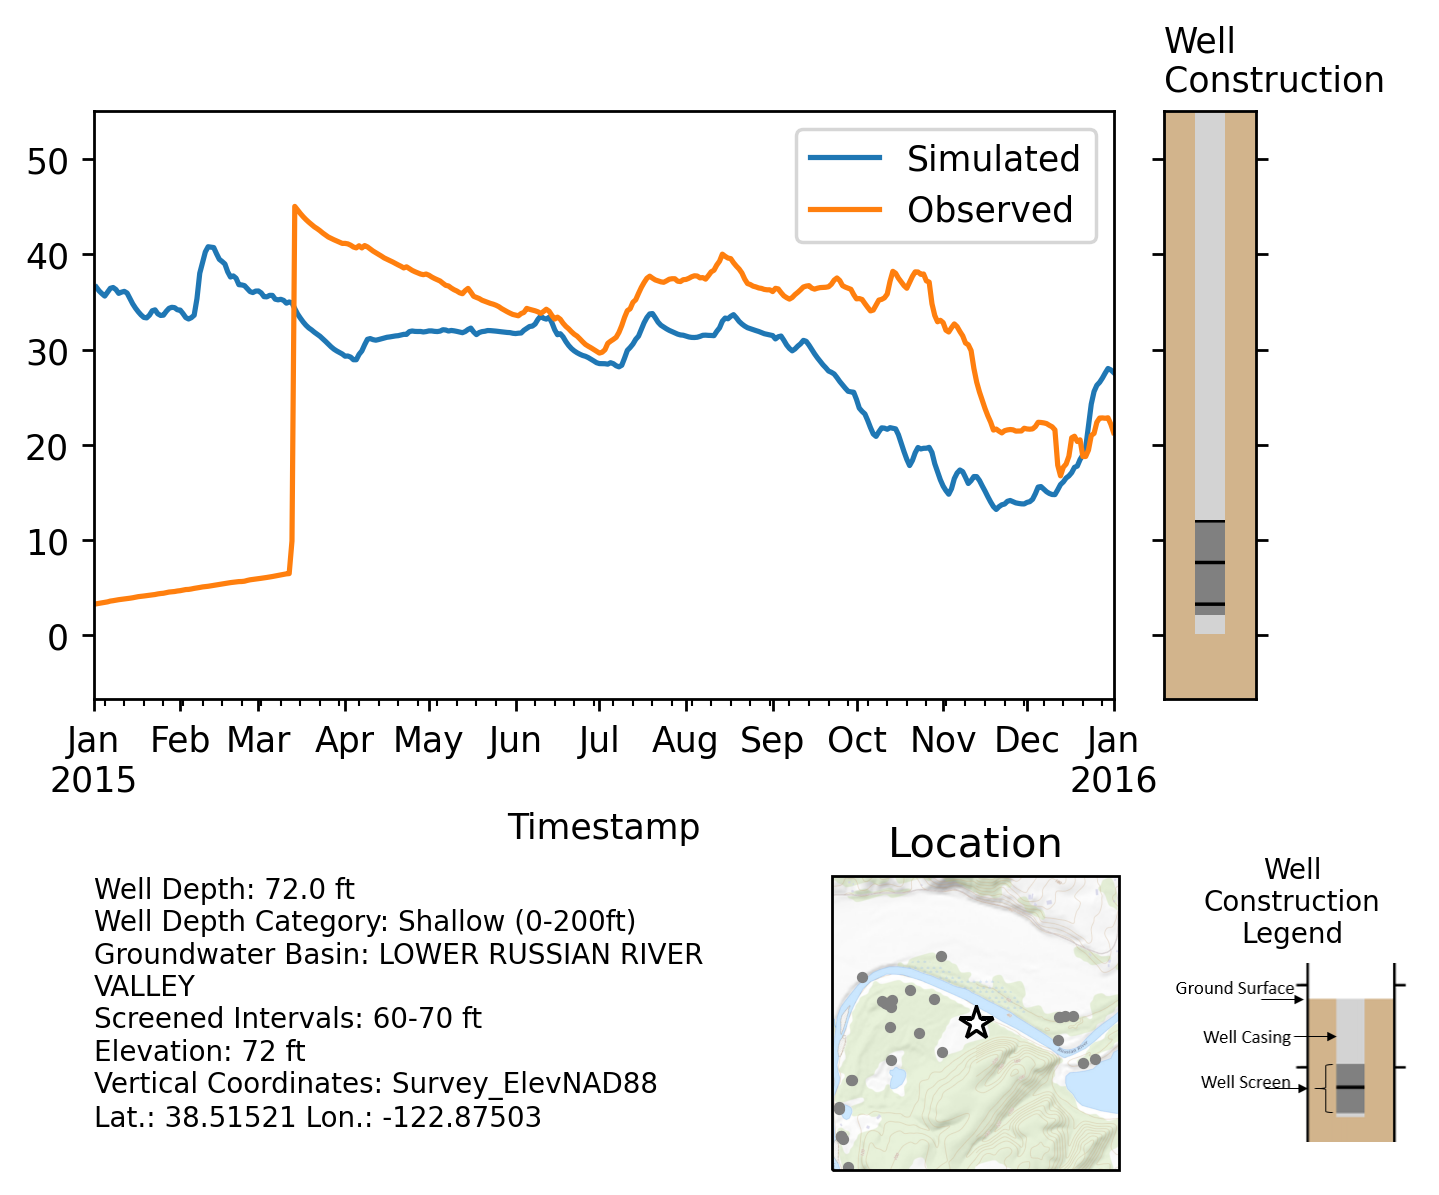 Well
Construction
50
40
30
20
10
0
Simulated
Observed
Jan Feb Mar Apr May Jun Jul Aug Sep Oct Nov Dec Jan
2015 2016
Timestamp
Well Depth: 72.0 ft
Well Depth Category: Shallow (0-200ft)
Groundwater Basin: LOWER RUSSIAN RIVER
VALLEY
Screened Intervals: 60-70 ft
Elevation: 72 ft
Vertical Coordinates: Survey_ElevNAD88
Lat.: 38.51521 Lon.: -122.87503
Location
Russian River
Well
Construction
Legend
Ground Surface
Well Casing
Well Screen